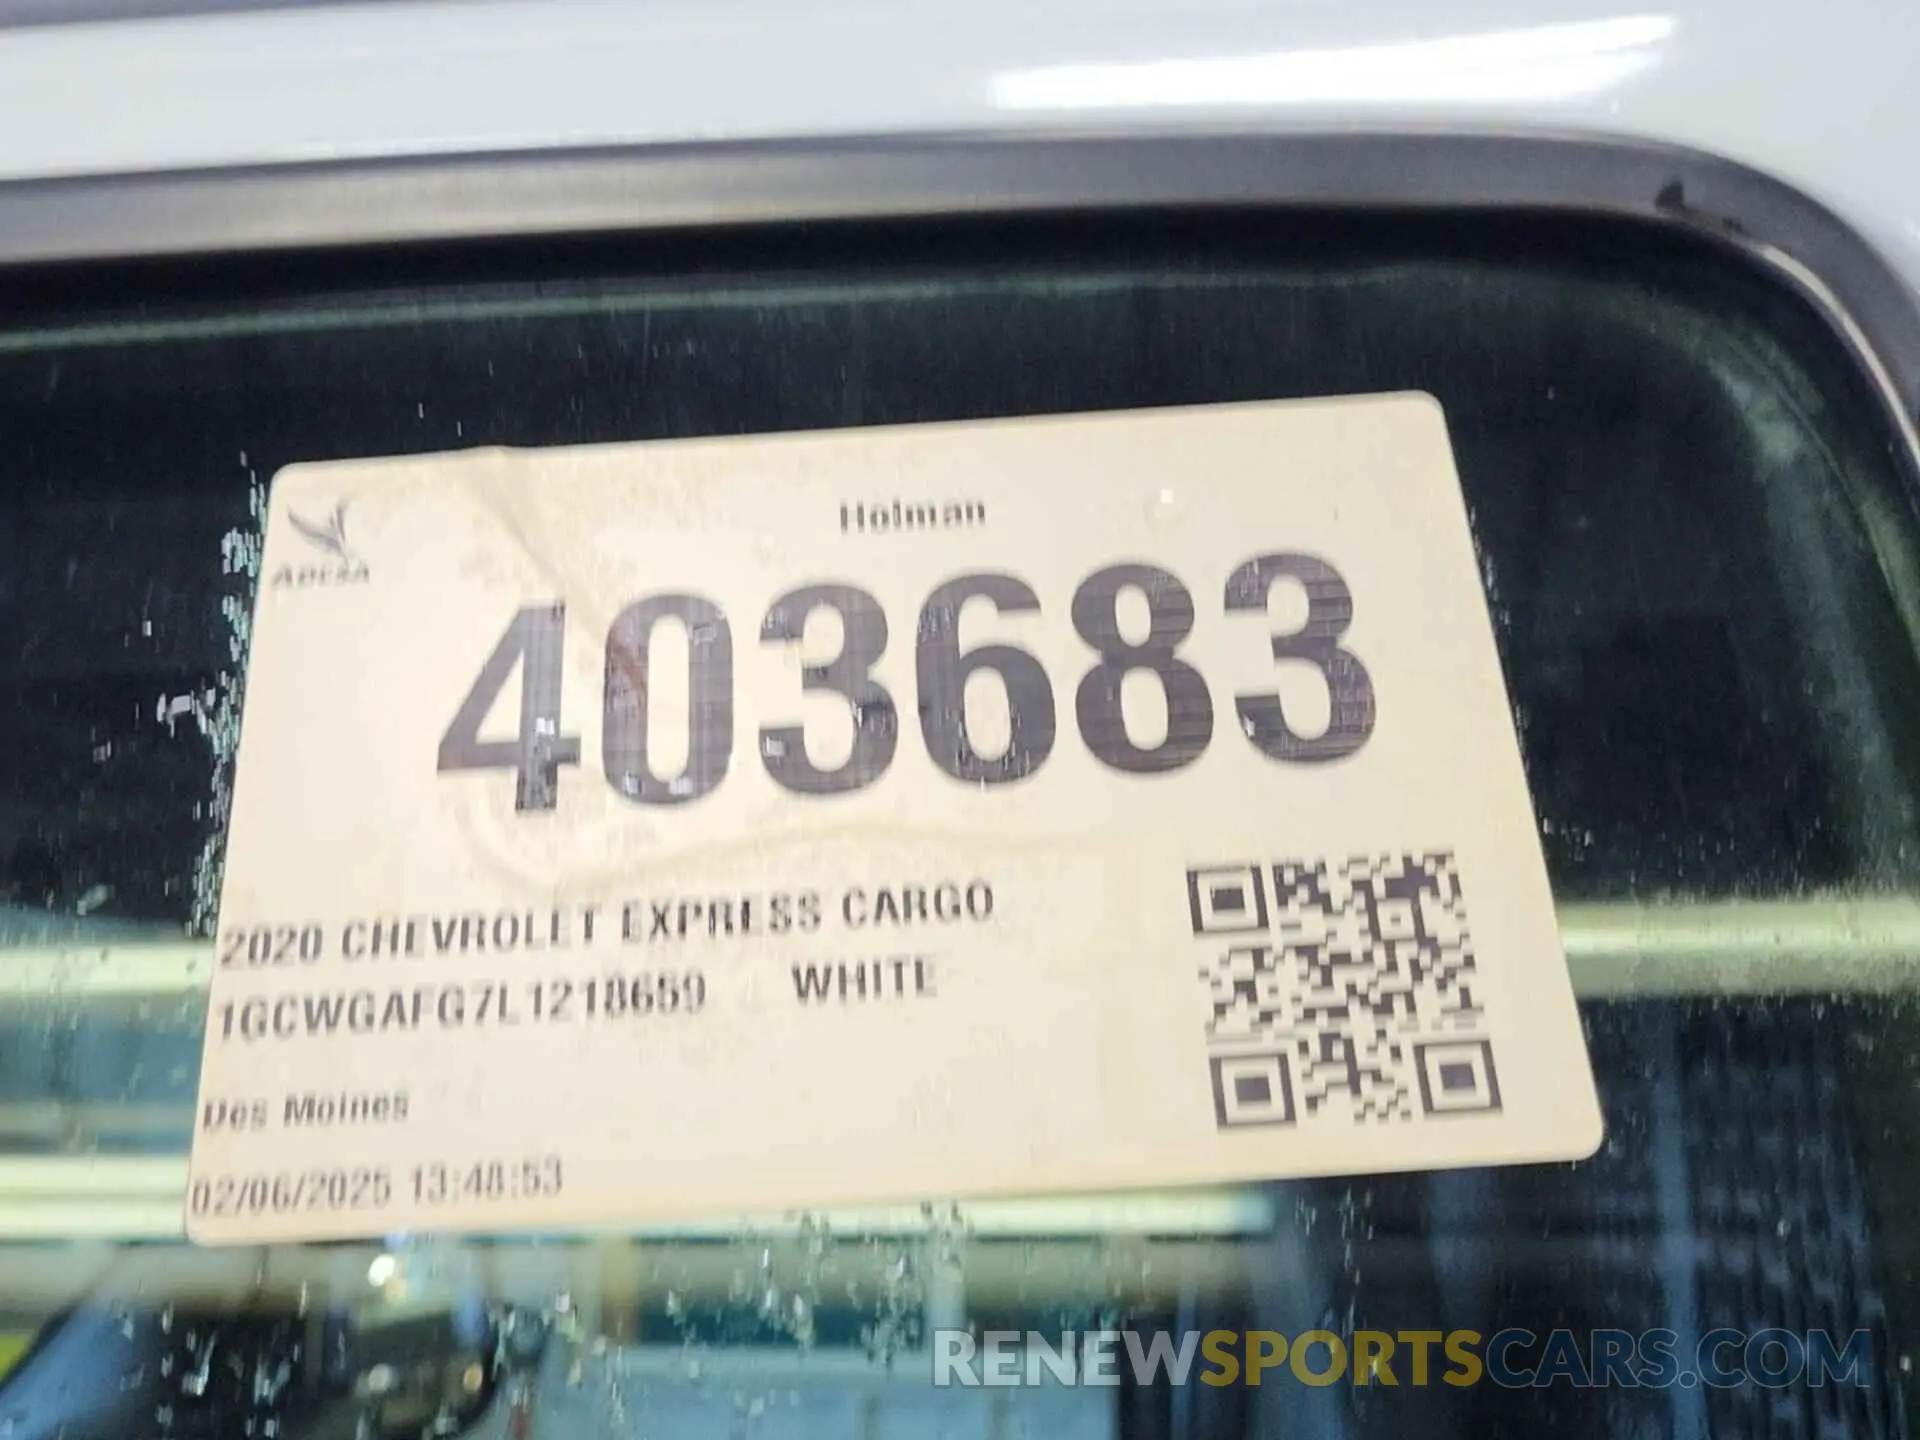 Holman
ADESA
403683
2020 CHEVROLET EXPRESS CARGO
1GCWGAFG7L1218659 WHITE
Des Moines
02/06/2025 13:48:53
RENEWSPORTSCARS.COM